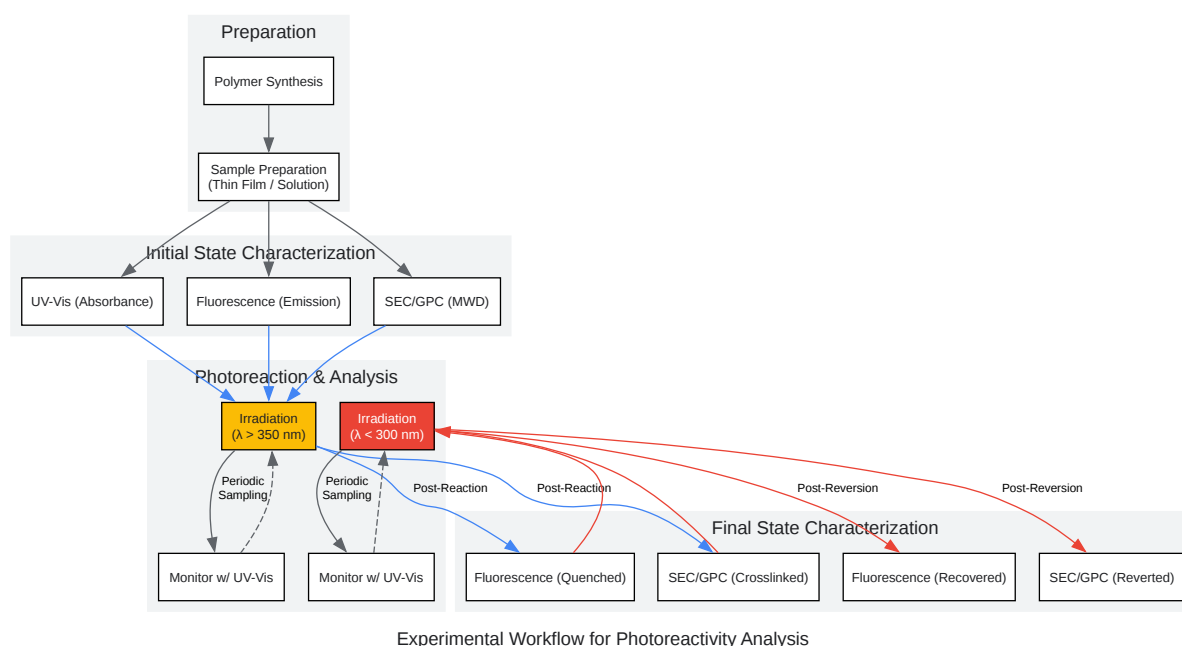 Preparation
Polymer Synthesis
Sample Preparation
(Thin Film / Solution)
Initial State Characterization
UV-Vis (Absorbance)
Fluorescence (Emission)
SEC/GPC (MWD)
Photoreaction & Analysis
Irradiation
(λ > 350 nm)
Irradiation
(λ < 300 nm)
Periodic
Sampling
Periodic
Sampling
Post-Reaction
Post-Reaction
Post-Reversion
Post-Reversion
Final State Characterization
Monitor w/ UV-Vis
Monitor w/ UV-Vis
Fluorescence (Quenched)
SEC/GPC (Crosslinked)
Fluorescence (Recovered)
SEC/GPC (Reverted)
Experimental Workflow for Photoreactivity Analysis